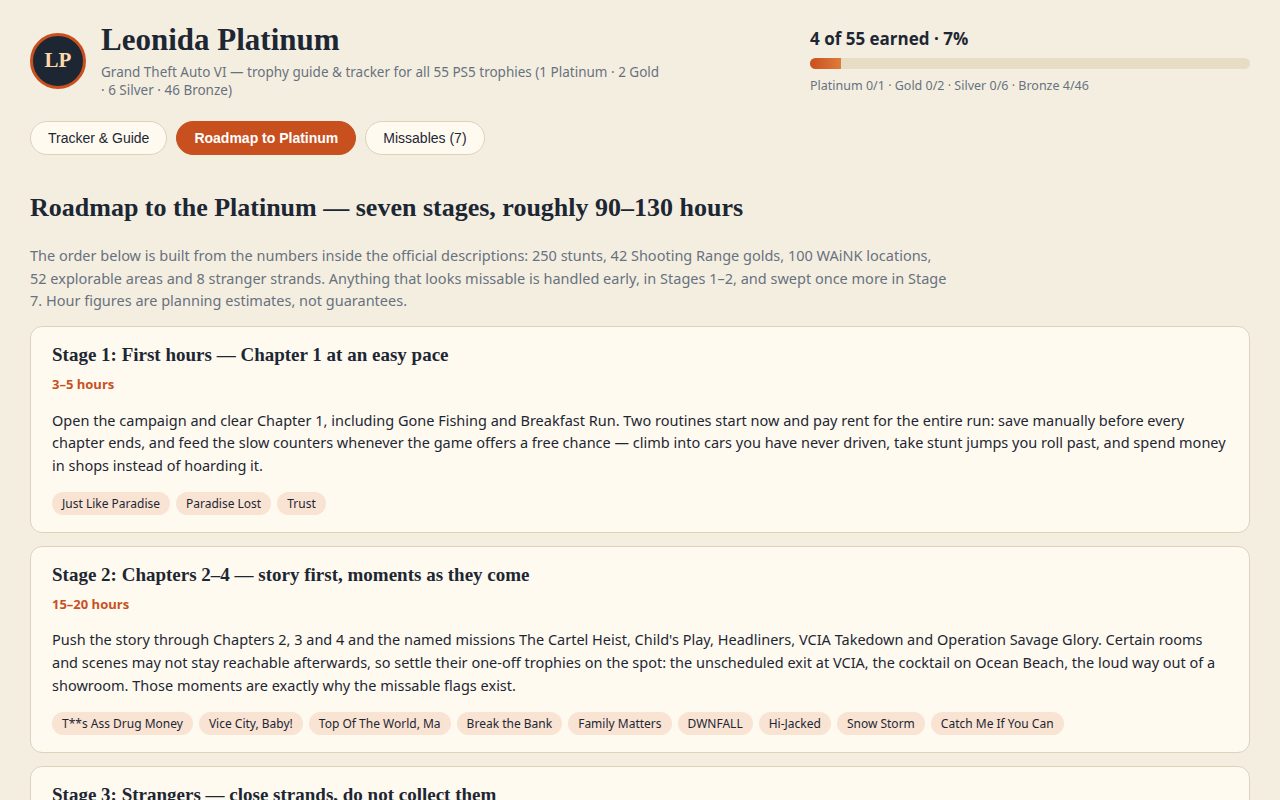 LP
Leonida Platinum
Grand Theft Auto VI — trophy guide & tracker for all 55 PS5 trophies (1 Platinum · 2 Gold
· 6 Silver · 46 Bronze)
4 of 55 earned · 7%
Platinum 0/1 · Gold 0/2 · Silver 0/6 · Bronze 4/46
Tracker & Guide
Roadmap to Platinum
Missables (7)
Roadmap to the Platinum — seven stages, roughly 90–130 hours
The order below is built from the numbers inside the official descriptions: 250 stunts, 42 Shooting Range golds, 100 WAiNK locations,
52 explorable areas and 8 stranger strands. Anything that looks missable is handled early, in Stages 1–2, and swept once more in Stage
7. Hour figures are planning estimates, not guarantees.
Stage 1: First hours — Chapter 1 at an easy pace
3–5 hours
Open the campaign and clear Chapter 1, including Gone Fishing and Breakfast Run. Two routines start now and pay rent for the entire run: save manually before every
chapter ends, and feed the slow counters whenever the game offers a free chance — climb into cars you have never driven, take stunt jumps you roll past, and spend money
in shops instead of hoarding it.
Just Like Paradise
Paradise Lost
Trust
Stage 2: Chapters 2–4 — story first, moments as they come
15–20 hours
Push the story through Chapters 2, 3 and 4 and the named missions The Cartel Heist, Child's Play, Headliners, VCIA Takedown and Operation Savage Glory. Certain rooms
and scenes may not stay reachable afterwards, so settle their one-off trophies on the spot: the unscheduled exit at VCIA, the cocktail on Ocean Beach, the loud way out of a
showroom. Those moments are exactly why the missable flags exist.
T**s Ass Drug Money
Vice City, Baby!
Top Of The World, Ma
Break the Bank
Family Matters
DWNFALL
Hi-Jacked
Snow Storm
Catch Me If You Can
Stage 3: Strangers — close strands, do not collect them